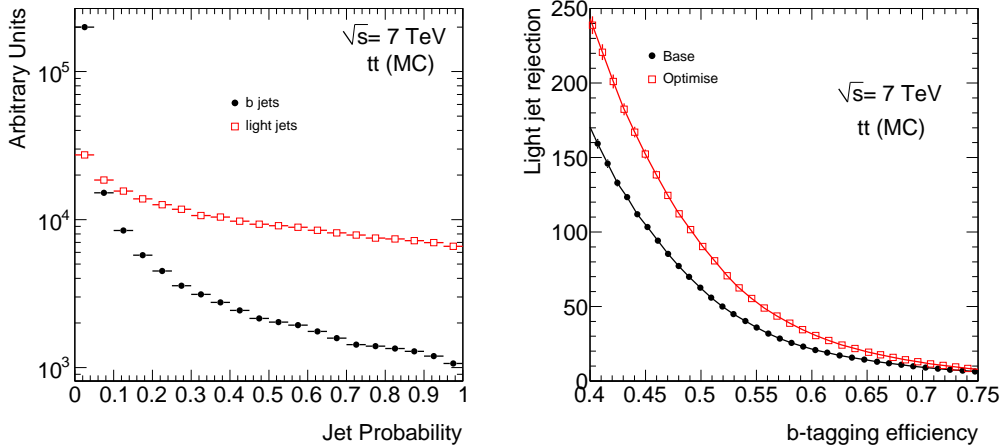 Arbitrary Units
10^5
10^4
10^3
√s= 7 TeV
tt (MC)
b jets
light jets
0 0.1 0.2 0.3 0.4 0.5 0.6 0.7 0.8 0.9 1
Jet Probability
Light jet rejection
250
200
150
100
50
0
Base
Optimise
√s= 7 TeV
tt (MC)
0.4 0.45 0.5 0.55 0.6 0.65 0.7 0.75
b-tagging efficiency